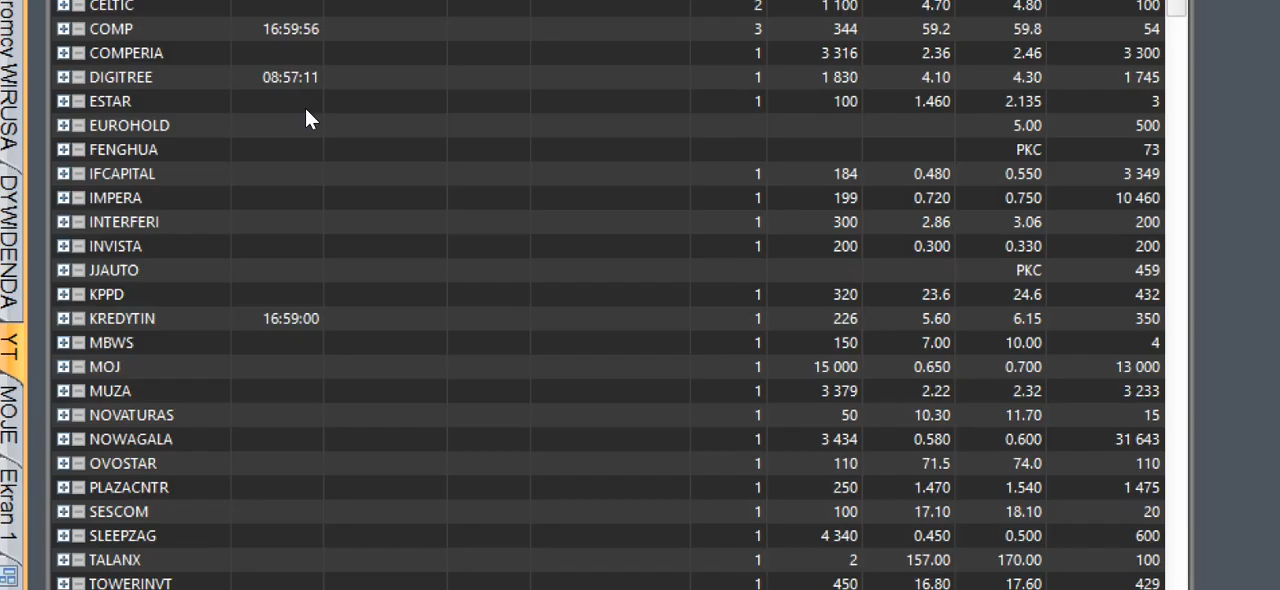 CELTIC 2 1 100 4.70 4.80 100
COMP 16:59:56 3 344 59.2 59.8 54
COMPERIA 1 3 316 2.36 2.46 3 300
DIGITREE 08:57:11 1 1 830 4.10 4.30 1 745
ESTAR 1 100 1.460 2.135 3
EUROHOLD 5.00 500
FENGHUA PKC 73
IFCAPITAL 1 184 0.480 0.550 3 349
IMPERA 1 199 0.720 0.750 10 460
INTERFERI 1 300 2.86 3.06 200
INVISTA 1 200 0.300 0.330 200
JJAUTO PKC 459
KPPD 1 320 23.6 24.6 432
KREDYTIN 16:59:00 1 226 5.60 6.15 350
MBWS 1 150 7.00 10.00 4
MOJ 1 15 000 0.650 0.700 13 000
MUZA 1 3 379 2.22 2.32 3 233
NOVATURAS 1 50 10.30 11.70 15
NOWAGALA 1 3 434 0.580 0.600 31 643
OVOSTAR 1 110 71.5 74.0 110
PLAZACNTR 1 250 1.470 1.540 1 475
SESCOM 1 100 17.10 18.10 20
SLEEPZAG 1 4 340 0.450 0.500 600
TALANX 1 2 157.00 170.00 100
TOWERINVT 1 450 16.80 17.60 429
WIRUSA
DYWIDENDA
YT
MOJE
Ekran 1